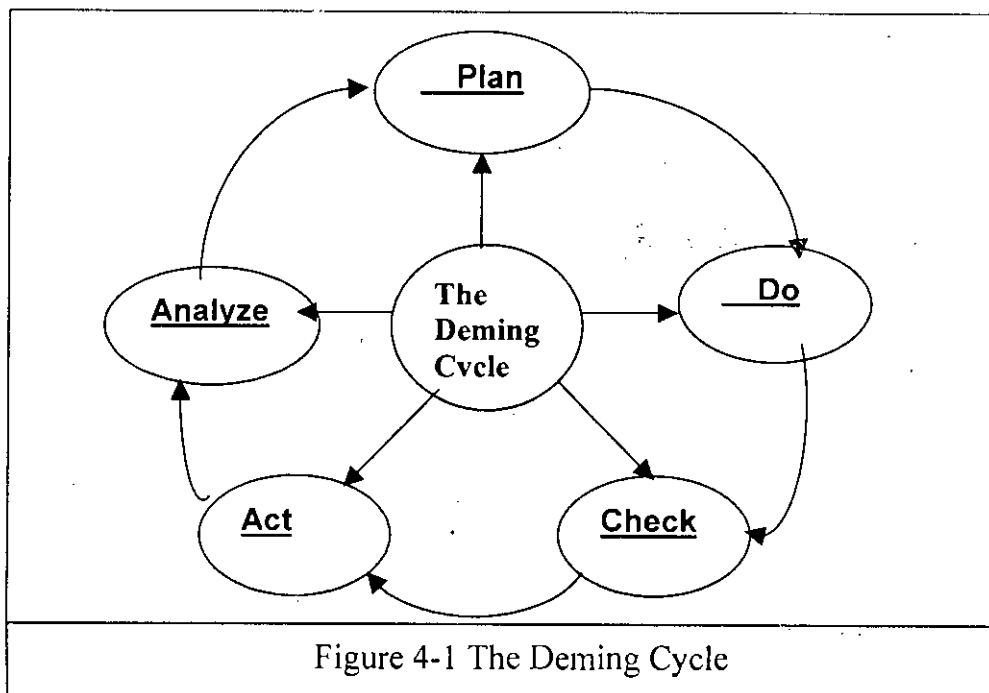 Plan
Do
Check
Act
Analyze
The
Deming
Cvcle
Figure 4-1 The Deming Cycle